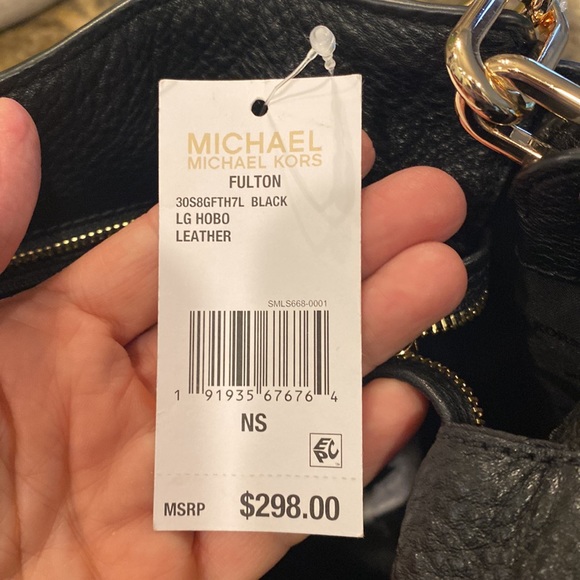 MICHAEL
MICHAEL KORS
FULTON
30S8GFTH7L BLACK
LG HOBO
LEATHER
SMLS668-0001
1 91935 67676 4
NS
EPC
MSRP $298.00